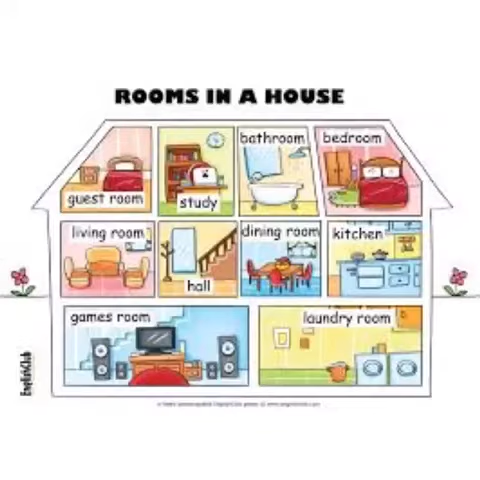 ROOMS IN A HOUSE
guest room
study
bathroom
bedroom
living room
hall
dining room
kitchen
games room
laundry room
EnglishClub